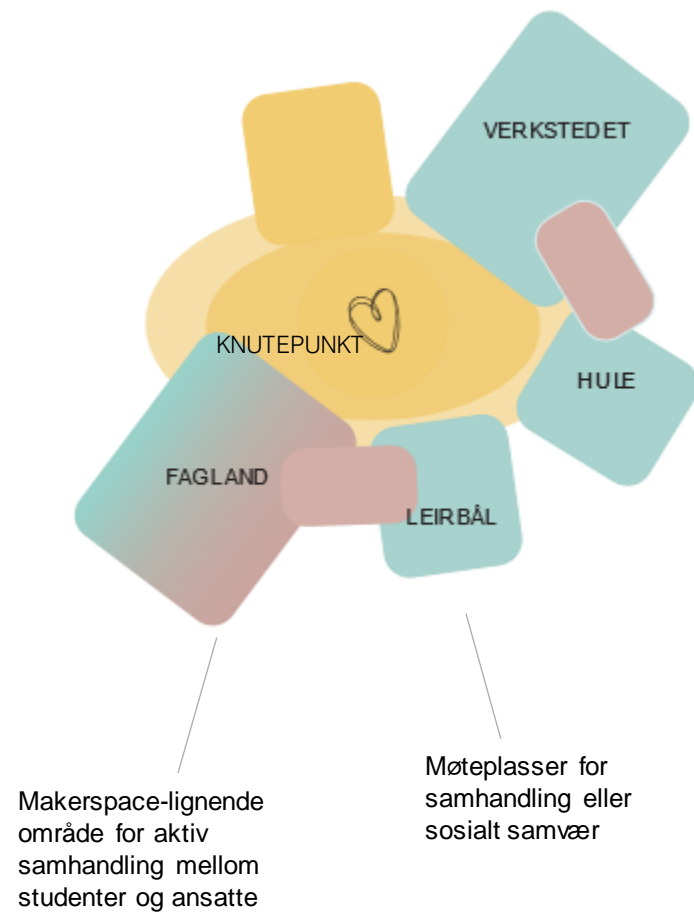 VERKSTEDET
KNUTEPUNKT
HULE
FAGLAND
LEIRBÅL
Makerspace-lignende
område for aktiv
samhandling mellom
studenter og ansatte
Møteplasser for
samhandling eller
sosialt samvær